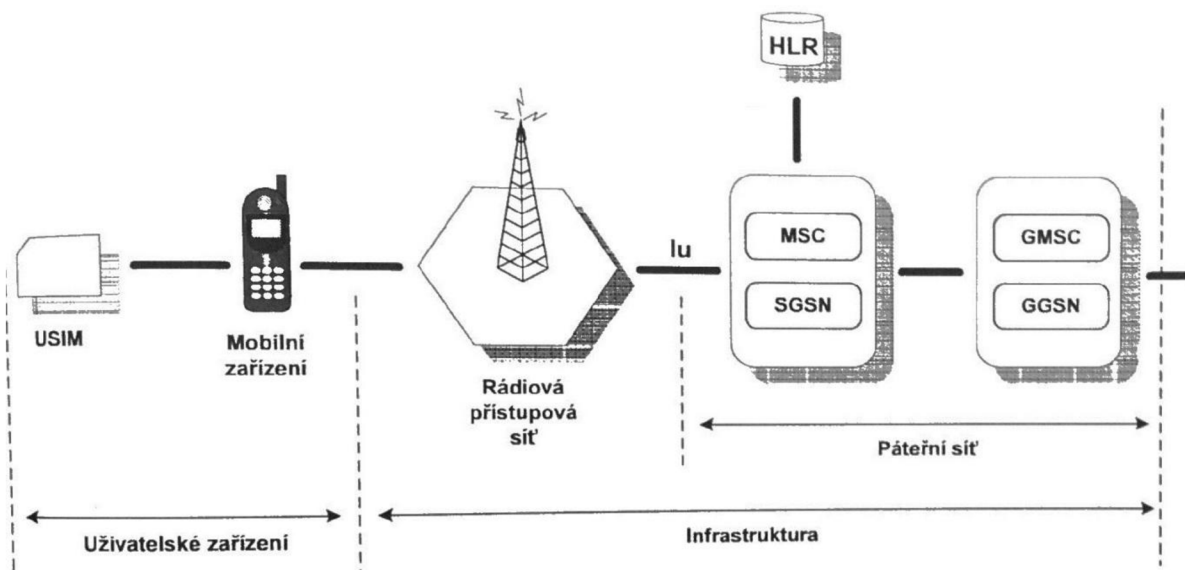 HLR
Iu
MSC
SGSN
GMSC
GGSN
USIM
Mobilní
zařízení
Rádiová
přístupová
síť
Páteřní síť
Uživatelské zařízení
Infrastruktura